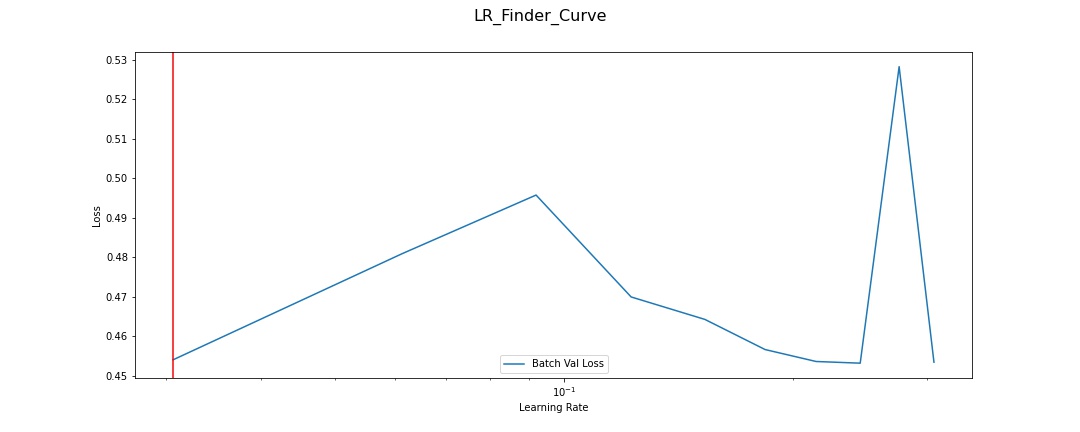 LR_Finder_Curve
0.53
0.52
0.51
0.50
0.49
0.48
0.47
0.46
0.45
Loss
Batch Val Loss
10⁻¹
Learning Rate